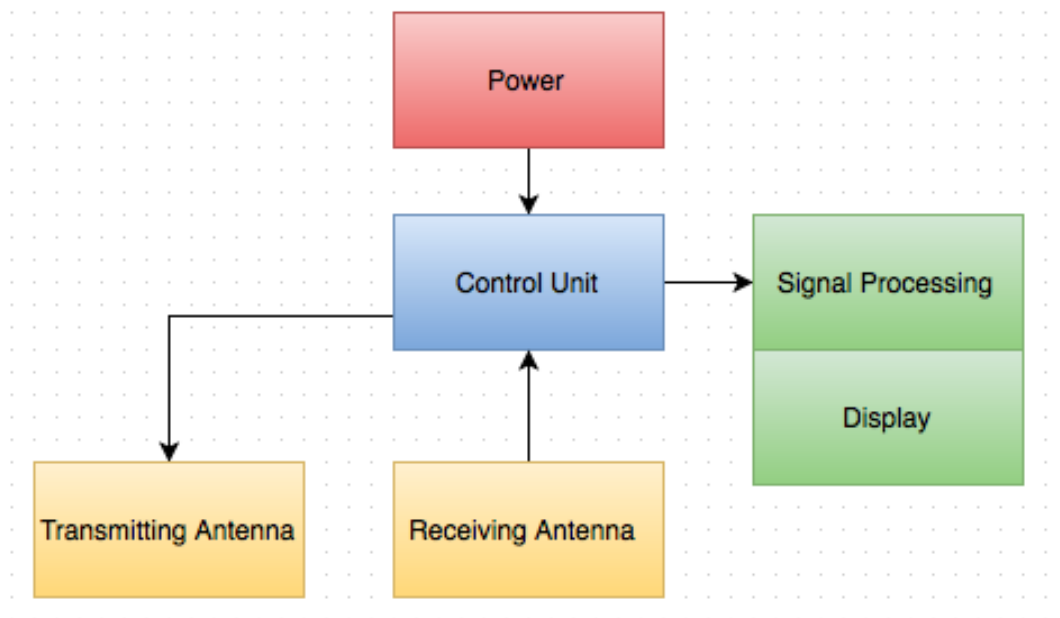 Power
Control Unit
Signal Processing
Display
Transmitting Antenna
Receiving Antenna